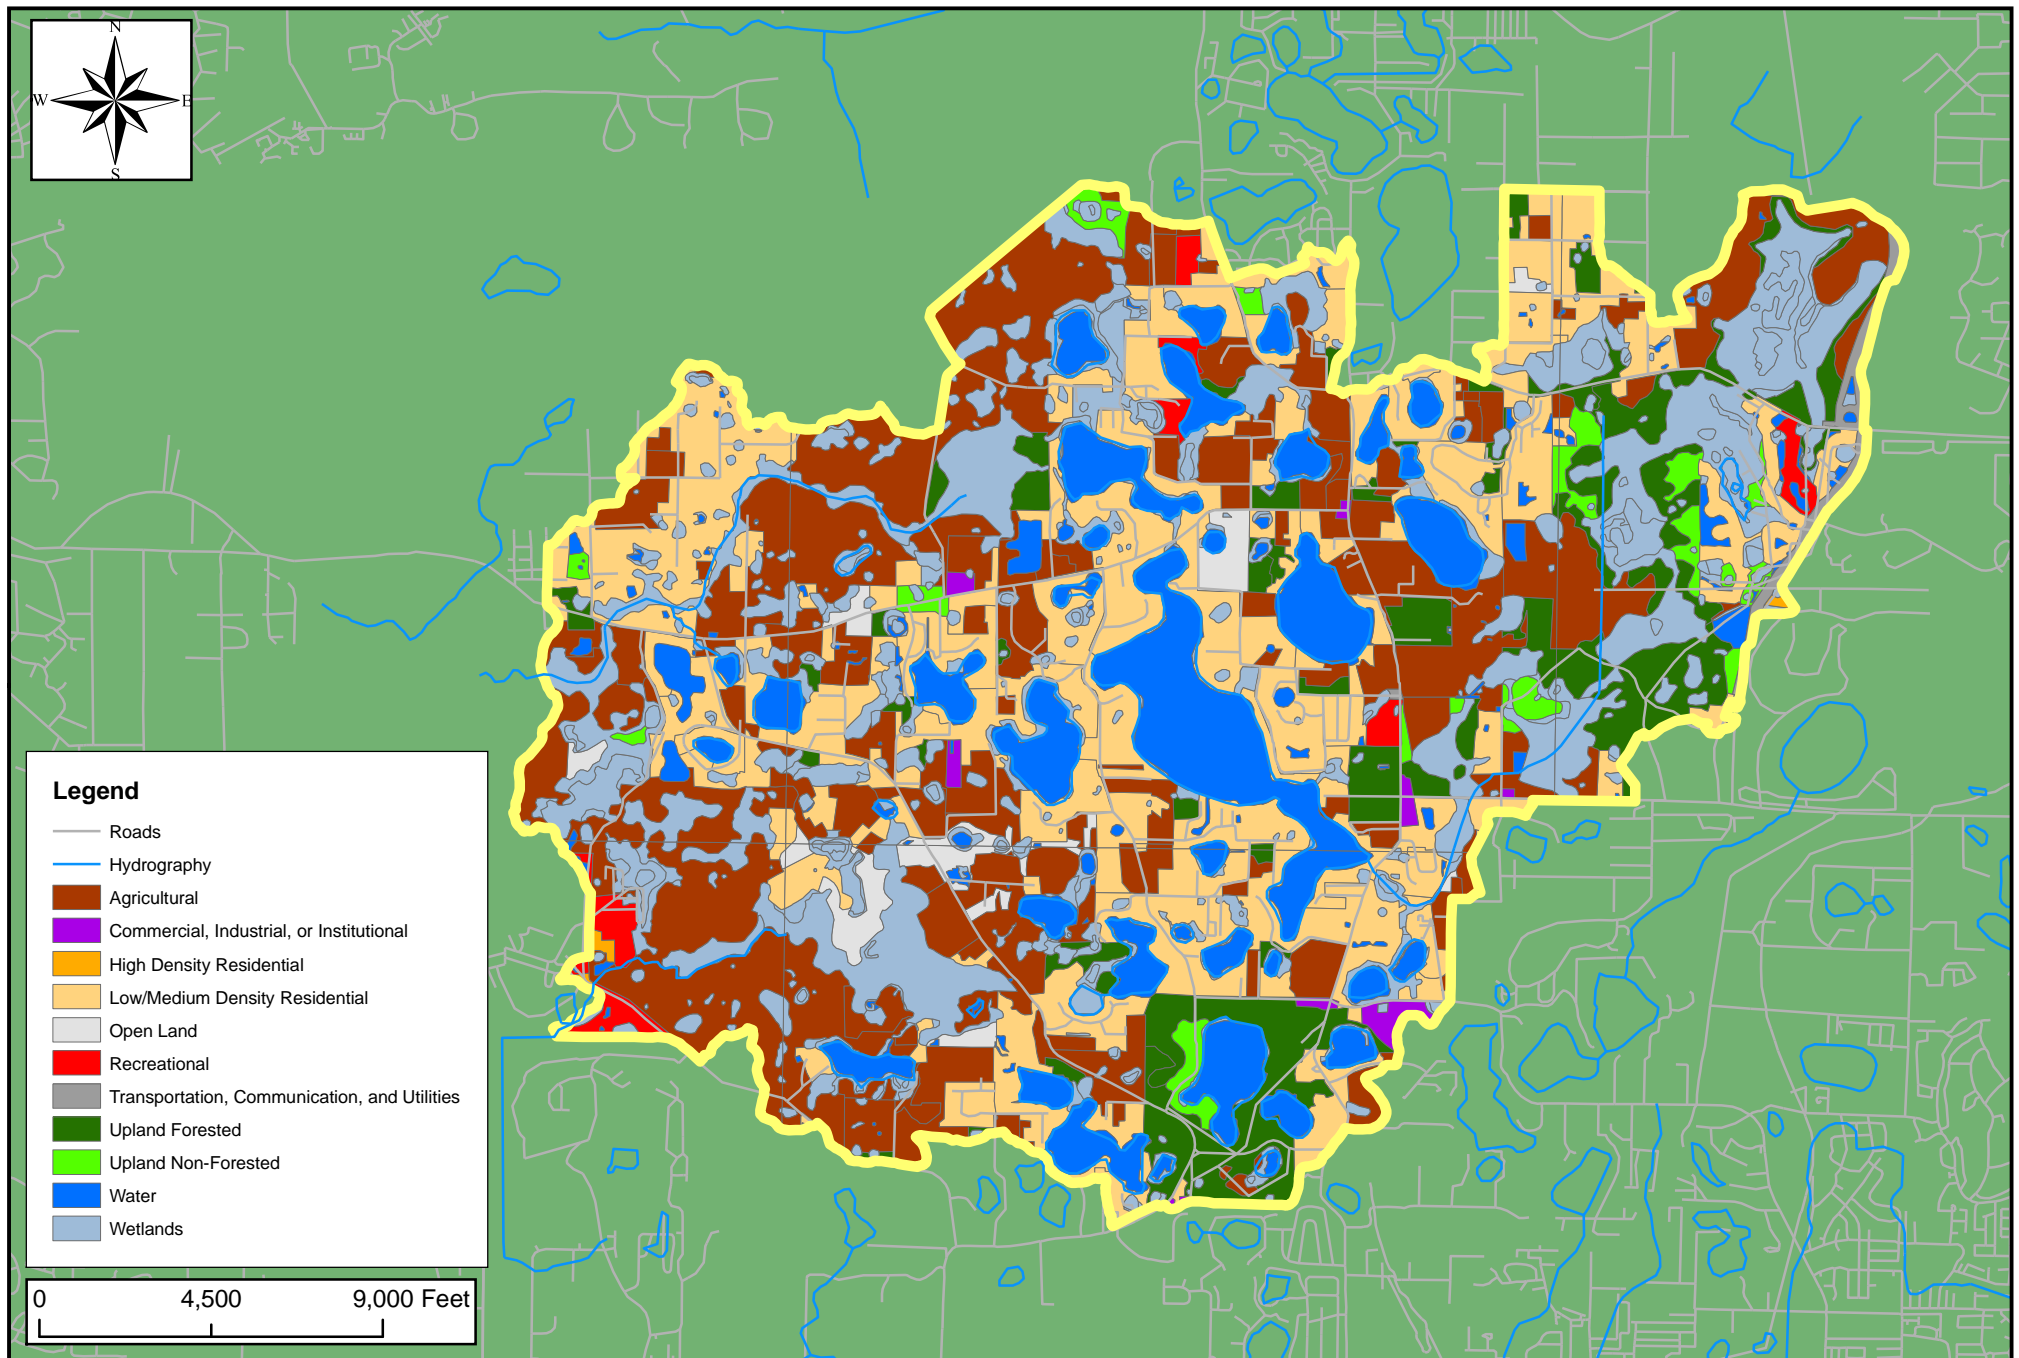 N
W E
S
Legend
Roads
Hydrography
Agricultural
Commercial, Industrial, or Institutional
High Density Residential
Low/Medium Density Residential
Open Land
Recreational
Transportation, Communication, and Utilities
Upland Forested
Upland Non-Forested
Water
Wetlands
0 4,500 9,000 Feet